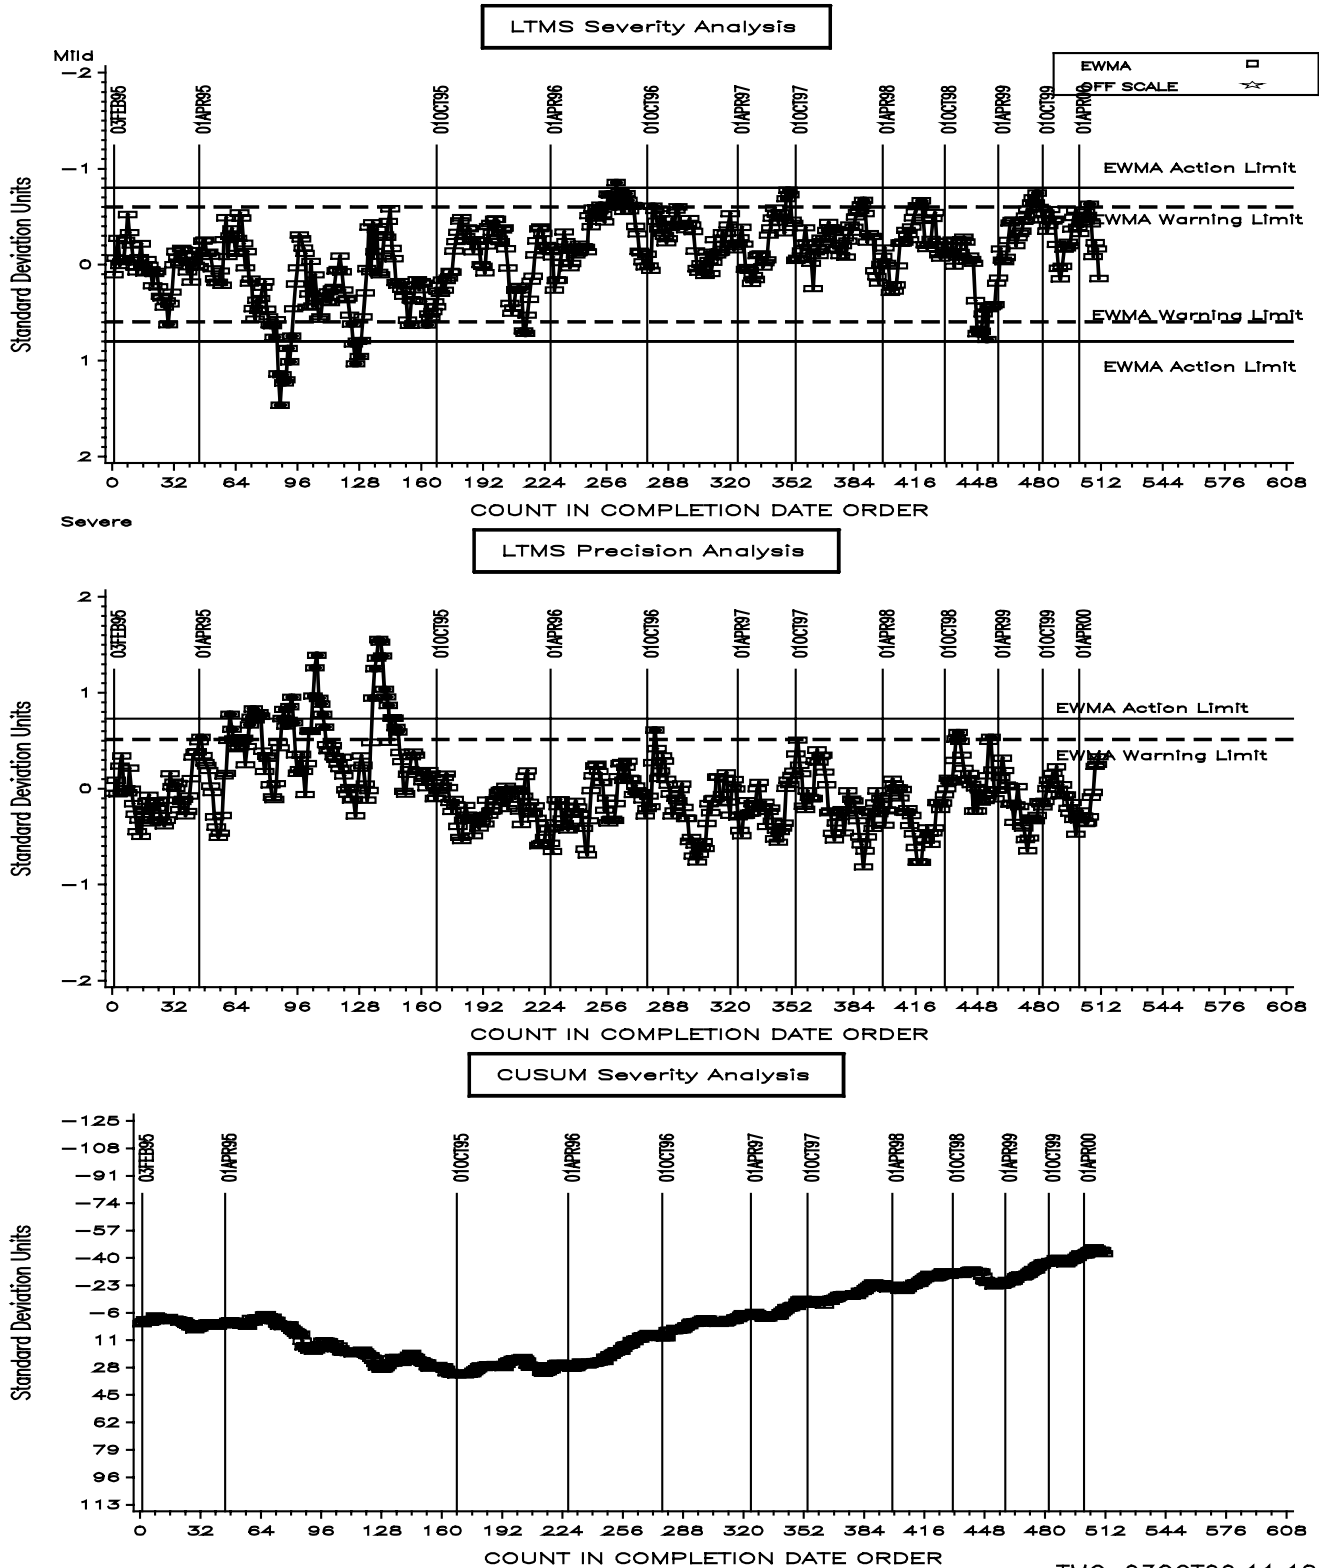 LTMS Severity Analysis
Mild
EWMA
OFF SCALE
Standard Deviation Units
-2
-1
0
1
2
03FEB95
01APR95
01OCT95
01APR96
01OCT96
01APR97
01OCT97
01APR98
01OCT98
01APR99
01OCT99
01APR00
EWMA Action Limit
EWMA Warning Limit
EWMA Warning Limit
EWMA Action Limit
0 32 64 96 128 160 192 224 256 288 320 352 384 416 448 480 512 544 576 608
COUNT IN COMPLETION DATE ORDER
Severe
LTMS Precision Analysis
Standard Deviation Units
2
1
0
-1
-2
03FEB95
01APR95
01OCT95
01APR96
01OCT96
01APR97
01OCT97
01APR98
01OCT98
01APR99
01OCT99
01APR00
EWMA Action Limit
EWMA Warning Limit
0 32 64 96 128 160 192 224 256 288 320 352 384 416 448 480 512 544 576 608
COUNT IN COMPLETION DATE ORDER
CUSUM Severity Analysis
Standard Deviation Units
-125
-108
-91
-74
-57
-40
-23
-6
11
28
45
62
79
96
113
03FEB95
01APR95
01OCT95
01APR96
01OCT96
01APR97
01OCT97
01APR98
01OCT98
01APR99
01OCT99
01APR00
0 32 64 96 128 160 192 224 256 288 320 352 384 416 448 480 512 544 576 608
COUNT IN COMPLETION DATE ORDER